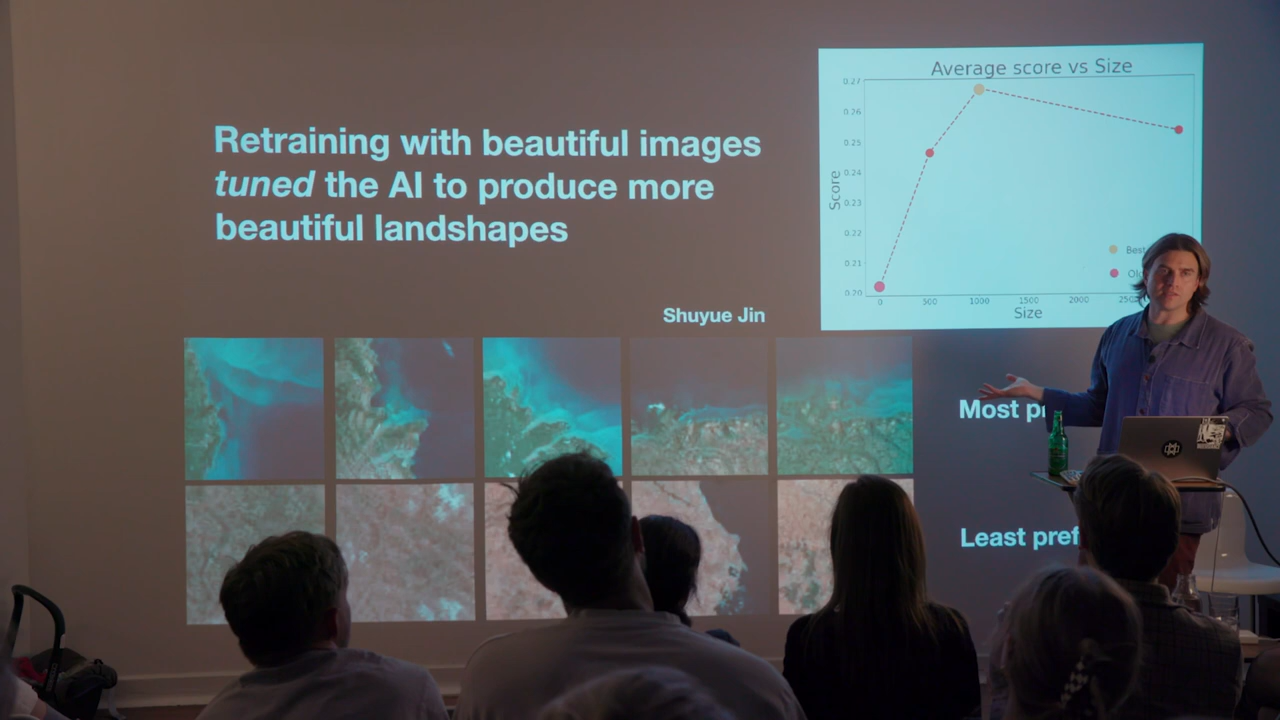 Retraining with beautiful images
tuned the AI to produce more
beautiful landshapes
Shuyue Jin
Average score vs Size
0.27
0.26
0.25
0.24
0.23
0.22
0.21
0.20
Score
0 500 1000 1500 2000
Size
Best
Most
Least